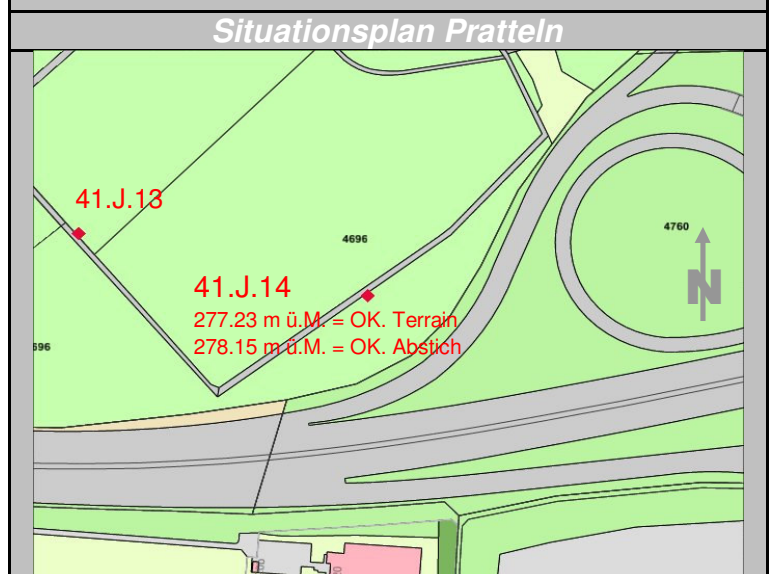 Situationsplan Pratteln
41.J.13
4696
4760
N
41.J.14
277.23 m ü.M. = OK. Terrain
278.15 m ü.M. = OK. Abstich
696